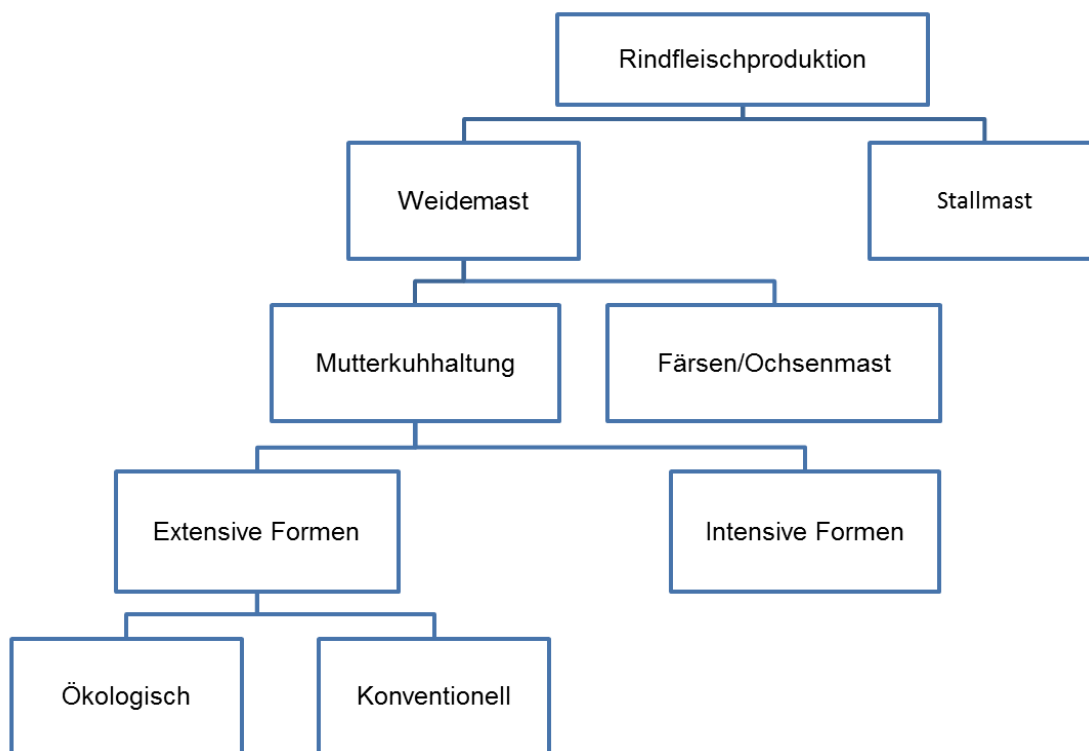 Rindfleischproduktion
Weidemast
Stallmast
Mutterkuhhaltung
Färsen/Ochsenmast
Extensive Formen
Intensive Formen
Ökologisch
Konventionell